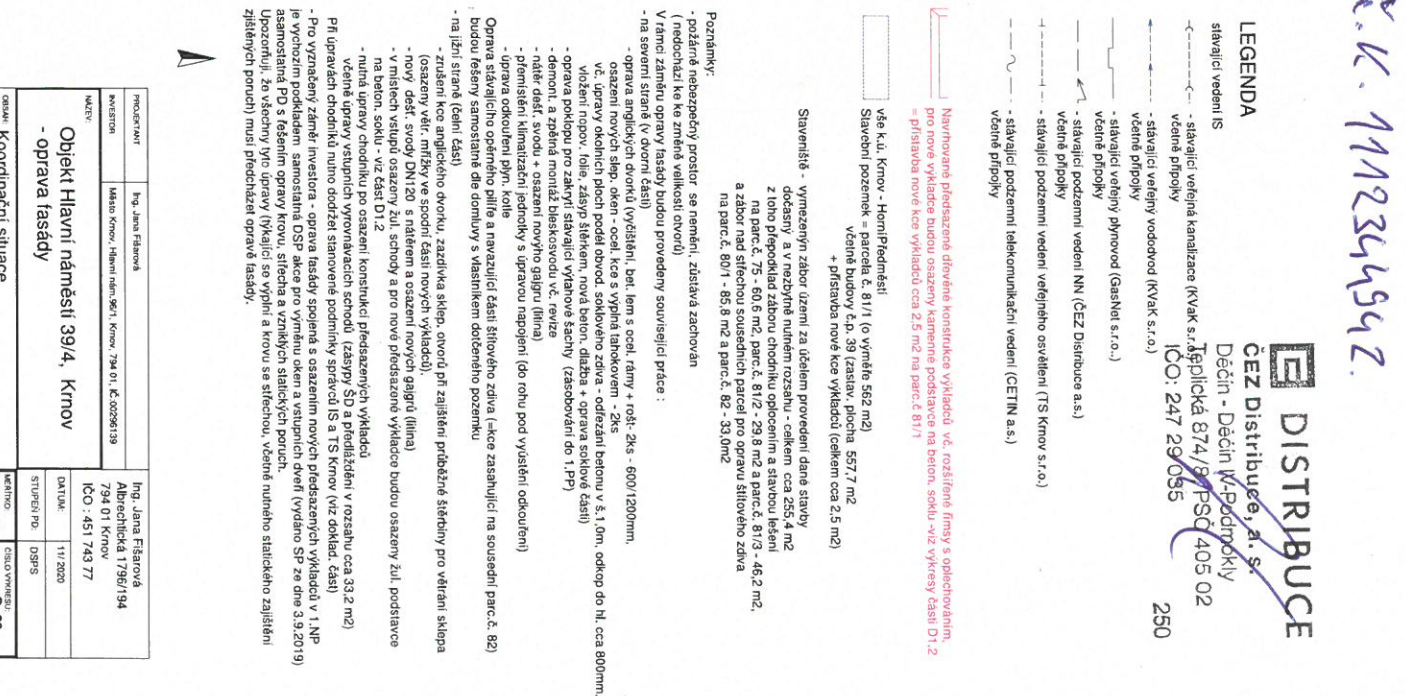 č.K. 1112344942.
DISTRIBUCE
ČEZ Distribuce, a. s.
Děčín - Děčín IV-Podmokly
Teplická 874/8, PSČ 405 02
IČO: 247 29 035
250
LEGENDA
stávající vedení IS
- stávající veřejná kanalizace (KVaK s.r.o.)
včetně přípojky
- stávající veřejný vodovod (KVaK s.r.o.)
včetně přípojky
- stávající veřejný plynovod (GasNet s.r.o..)
včetně přípojky
- stávající podzemní vedení NN (ČEZ Distribuce a.s.)
včetně přípojky
- stávající podzemní vedení veřejného osvětlení (TS Krnov s.r.o.)
- stávající podzemní telekomunikační vedení (CETIN a.s.)
včetně přípojky
Navrhované předsazené dřevěné konstrukce výkladců vč. rozšířené římsy s oplechováním,
pro nové výkladce budou osazeny kamenné podstavce na beton. soklu -viz výkresy části D1.2
= přístavba nové kce výkladců cca 2,5 m2 na parc.č 81/1
vše k.ú. Krnov - HorníPředměstí
Stavební pozemek = parcela č. 81/1 (o výměře 562 m2)
včetně budovy č.p. 39 (zastav. plocha 557,7 m2
+ přístavba nové kce výkladců (celkem cca 2,5 m2)
Staveniště - vymezeným zábor území za účelem provedení dané stavby
dočasný a v nezbytně nutném rozsahu - celkem cca 255,4 m2
z toho předpoklad záboru chodníku oplocením a stavbou lešení
na parc.č. 75 - 60,6 m2, parc.č. 81/2 - 29,8 m2 a parc.č. 81/3 - 46,2 m2,
a zábor nad střechou sousedních parcel pro opravu štítového zdiva
na parc.č. 80/1 - 85,8 m2 a parc.č. 82 - 33,0m2
Poznámky:
- požárně nebezpečný prostor se nemění, zůstává zachován
( nedochází ke ke změně velikosti otvorů)
V rámci záměru opravy fasády budou provedeny související práce :
- na severní straně (v dvorní části)
- oprava anglických dvorků (vyčištění, bet. lem s ocel. rámy + rošt- 2ks - 600/1200mm,
osazení nových slep. oken - ocel. kce s výplná tahokovem - 2ks
vč. úpravy okolních ploch podél obvod. soklového zdiva - odřezání betonu v š.1,0m, odkop do hl. cca 800mm,
vložení nopov. folie, zásyp štěrkem, nová beton. dlažba + oprava soklové části)
- oprava poklopu pro zakrytí stávající výtahové šachty (zásobování do 1.PP)
- demont. a zpětná montáž bleskosvodu vč. revize
- nátěr dešť. svodu + osazení nového gajgru (litina)
- přemístění klimatizační jednotky s úpravou napojení (do rohu pod vyústění odkouření)
- úprava odkouření plyn. kotle
Oprava stávajícího opěrného pilíře a navazující části štítového zdiva (=kce zasahující na sousední parc.č. 82)
budou řešeny samostatně dle domluvy s vlastníkem dotčeného pozemku
- na jižní straně (čelní část)
- zrušení kce anglického dvorku, zazdívka sklep. otvorů při zajištění průběžné štěrbiny pro větrání sklepa
(osazeny větr. mřížky ve spodní části nových výkladců).
- nový dešť. svody DN120 s nátěrem a osazení nových gajgrů (litina)
- v místech vstupů osazeny žul. schody a pro nové předsazené výkladce budou osazeny žul. podstavce
na beton. soklu - viz část D1.2
- nutná úpravy chodníku po osazení konstrukcí předsazených výkladců
včetně úpravy vstupních vyrovnávacích schodů (zásypy ŠD a předláždění v rozsahu cca 33,2 m2)
Při úpravách chodníků nutno dodržet stanovené podmínky správců IS a TS Krnov (viz doklad. část)
- Pro vyznačený záměr investora - oprava fasády spojená s osazením nových předsazených výkladců v 1.NP
je vychozím podkladem samostatná DSP akce pro výměnu oken a vstupních dveří (vydáno SP ze dne 3.9.2019)
asamostatná PD s řešením opravy krovu, střecha a vzniklých statických poruch.
Upozorňuji, že všechny tyto úpravy (týkající se výplní a krovu se střechou, včetně nutného statického zajištění
zjištěných poruch) musí předcházet opravě fasády.
PROJEKTANT
Ing. Jana Fišarová
INVESTOR
Město Krnov, Hlavní nám.96/1, Krnov, 794 01, IČ:00296139
NÁZEV:
Objekt Hlavní náměstí 39/4, Krnov
- oprava fasády
Ing. Jana Fišarová
Albrechtická 1796/194
794 01 Krnov
IČO : 451 743 77
DATUM: 11/ 2020
STUPEŇ PD: DSPS
OBSAH: Koordinační situace
MĚŘÍTKO:
ČÍSLO VÝKRESU: